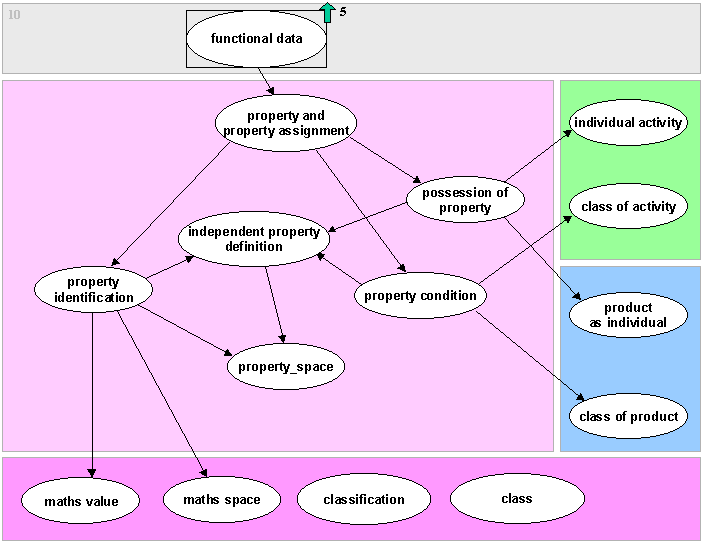 10
5
functional data
property and
property assignment
individual activity
possession of
property
class of activity
independent property
definition
property
identification
property condition
product
as individual
property_space
class of product
maths value
maths space
classification
class